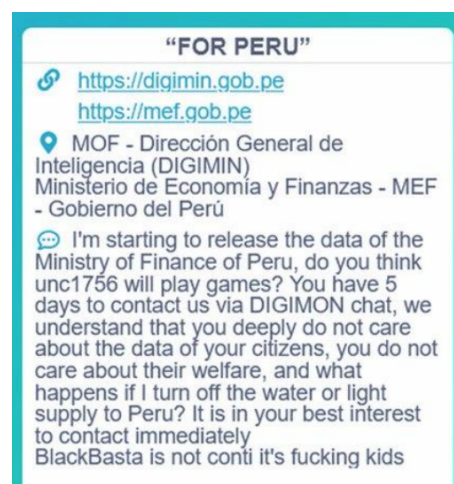 “FOR PERU”
https://digimin.gob.pe
https://mef.gob.pe
MOF - Dirección General de
Inteligencia (DIGIMIN)
Ministerio de Economía y Finanzas - MEF
- Gobierno del Perú
I'm starting to release the data of the
Ministry of Finance of Peru, do you think
unc1756 will play games? You have 5
days to contact us via DIGIMON chat, we
understand that you deeply do not care
about the data of your citizens, you do not
care about their welfare, and what
happens if I turn off the water or light
supply to Peru? It is in your best interest
to contact immediately
BlackBasta is not conti it's fucking kids